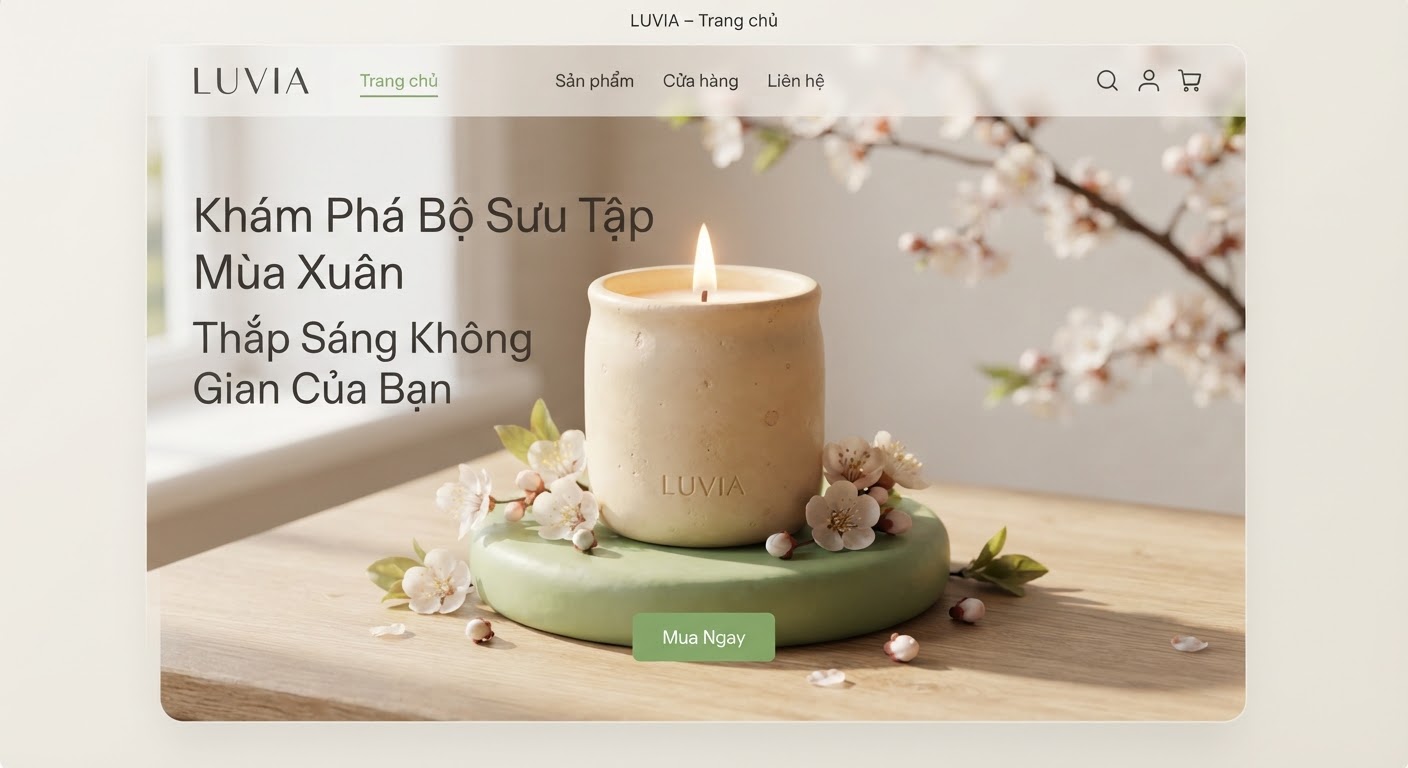 LUVIA – Trang chủ
LUVIA Trang chủ Sản phẩm Cửa hàng Liên hệ
Khám Phá Bộ Sưu Tập
Mùa Xuân
Thắp Sáng Không
Gian Của Bạn
LUVIA
Mua Ngay